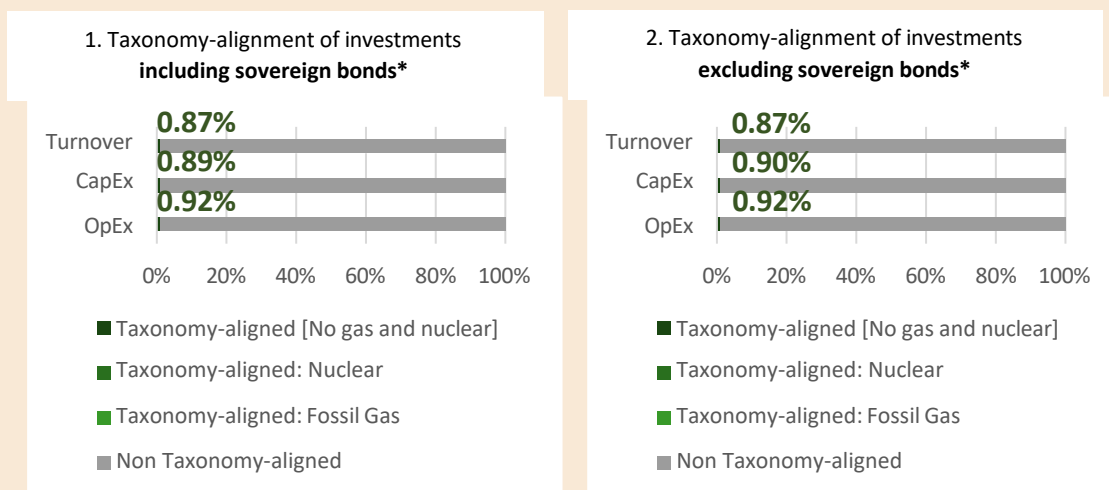 1. Taxonomy-alignment of investments
including sovereign bonds*
0.87%
Turnover
0.89%
CapEx
0.92%
OpEx
0% 20% 40% 60% 80% 100%
Taxonomy-aligned [No gas and nuclear]
Taxonomy-aligned: Nuclear
Taxonomy-aligned: Fossil Gas
Non Taxonomy-aligned
2. Taxonomy-alignment of investments
excluding sovereign bonds*
0.87%
Turnover
0.90%
CapEx
0.92%
OpEx
0% 20% 40% 60% 80% 100%
Taxonomy-aligned [No gas and nuclear]
Taxonomy-aligned: Nuclear
Taxonomy-aligned: Fossil Gas
Non Taxonomy-aligned